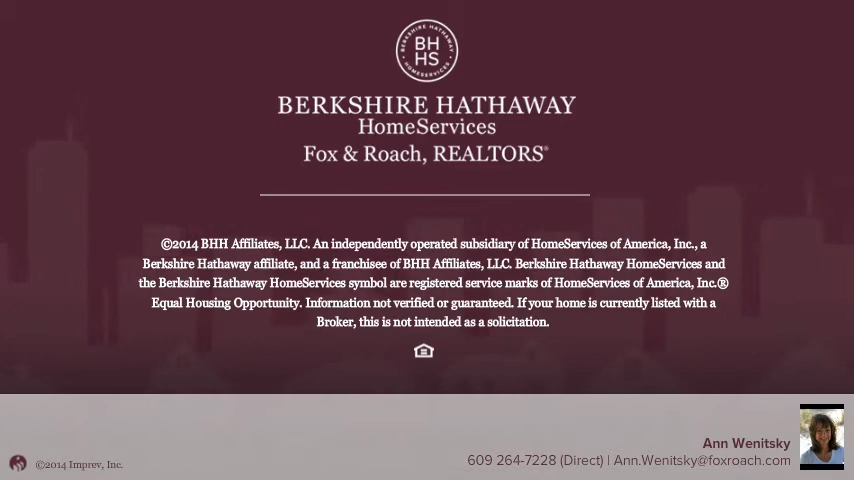 BERKSHIRE HATHAWAY
HOMESERVICES
BH
HS
BERKSHIRE HATHAWAY
HomeServices
Fox & Roach, REALTORS®
©2014 BHH Affiliates, LLC. An independently operated subsidiary of HomeServices of America, Inc., a
Berkshire Hathaway affiliate, and a franchisee of BHH Affiliates, LLC. Berkshire Hathaway HomeServices and
the Berkshire Hathaway HomeServices symbol are registered service marks of HomeServices of America, Inc.®
Equal Housing Opportunity. Information not verified or guaranteed. If your home is currently listed with a
Broker, this is not intended as a solicitation.
Ann Wenitsky
609 264-7228 (Direct) | Ann.Wenitsky@foxroach.com
©2014 Imprev, Inc.